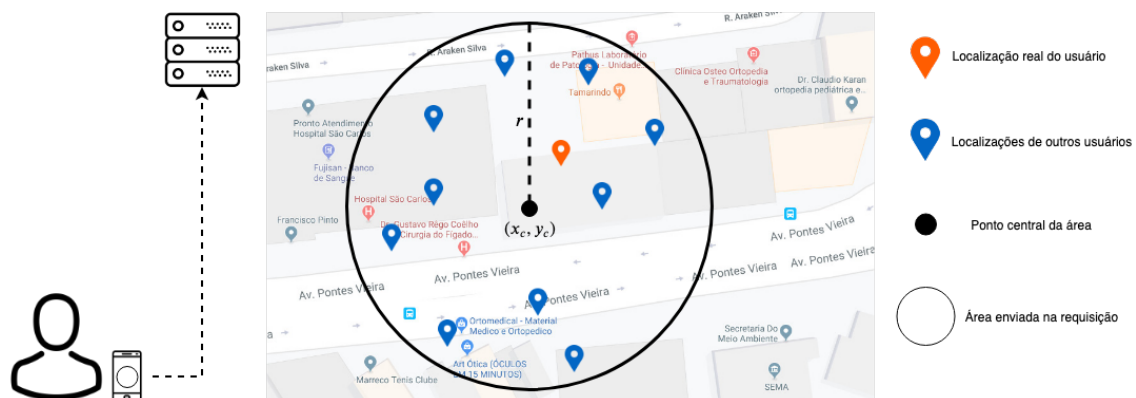 R. Araken Silva
R. Araken Silva
Araken Silva
Pathus Laboratório
de Patologia - Unidade...
Clínica Osteo Ortopedia
e Traumatologia
Tamarindo
Dr. Claudio Karan
ortopedia pediátrica e...
Pronto Atendimento
Hospital São Carlos
Fujisan - Banco
de Sangue
r
Hospital São Carlos
Dr. Gustavo Rêgo Coêlho
Cirurgia do Fígado...
Francisco Pinto
(x_c, y_c)
Av. Pontes Vieira
Av. Pontes Vieira
Av. Pontes Vieira
Av. Pontes Vieira
Av. Pontes Vieira
Av. Pontes Vieira
Ortomedical - Material
Medico e Ortopedico
Art Ótica (ÓCULOS
EM 15 MINUTOS)
Marreco Tenis Clube
Secretaria Do
Meio Ambiente
SEMA
Localização real do usuário
Localizações de outros usuários
Ponto central da área
Área enviada na requisição